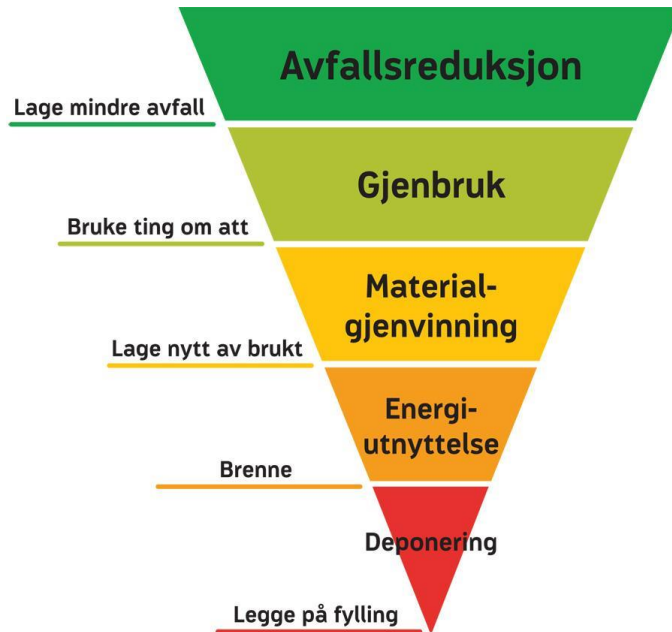 Avfallsreduksjon
Lage mindre avfall
Gjenbruk
Bruke ting om att
Material-
gjenvinning
Lage nytt av brukt
Energi-
utnyttelse
Brenne
Deponering
Legge på fylling